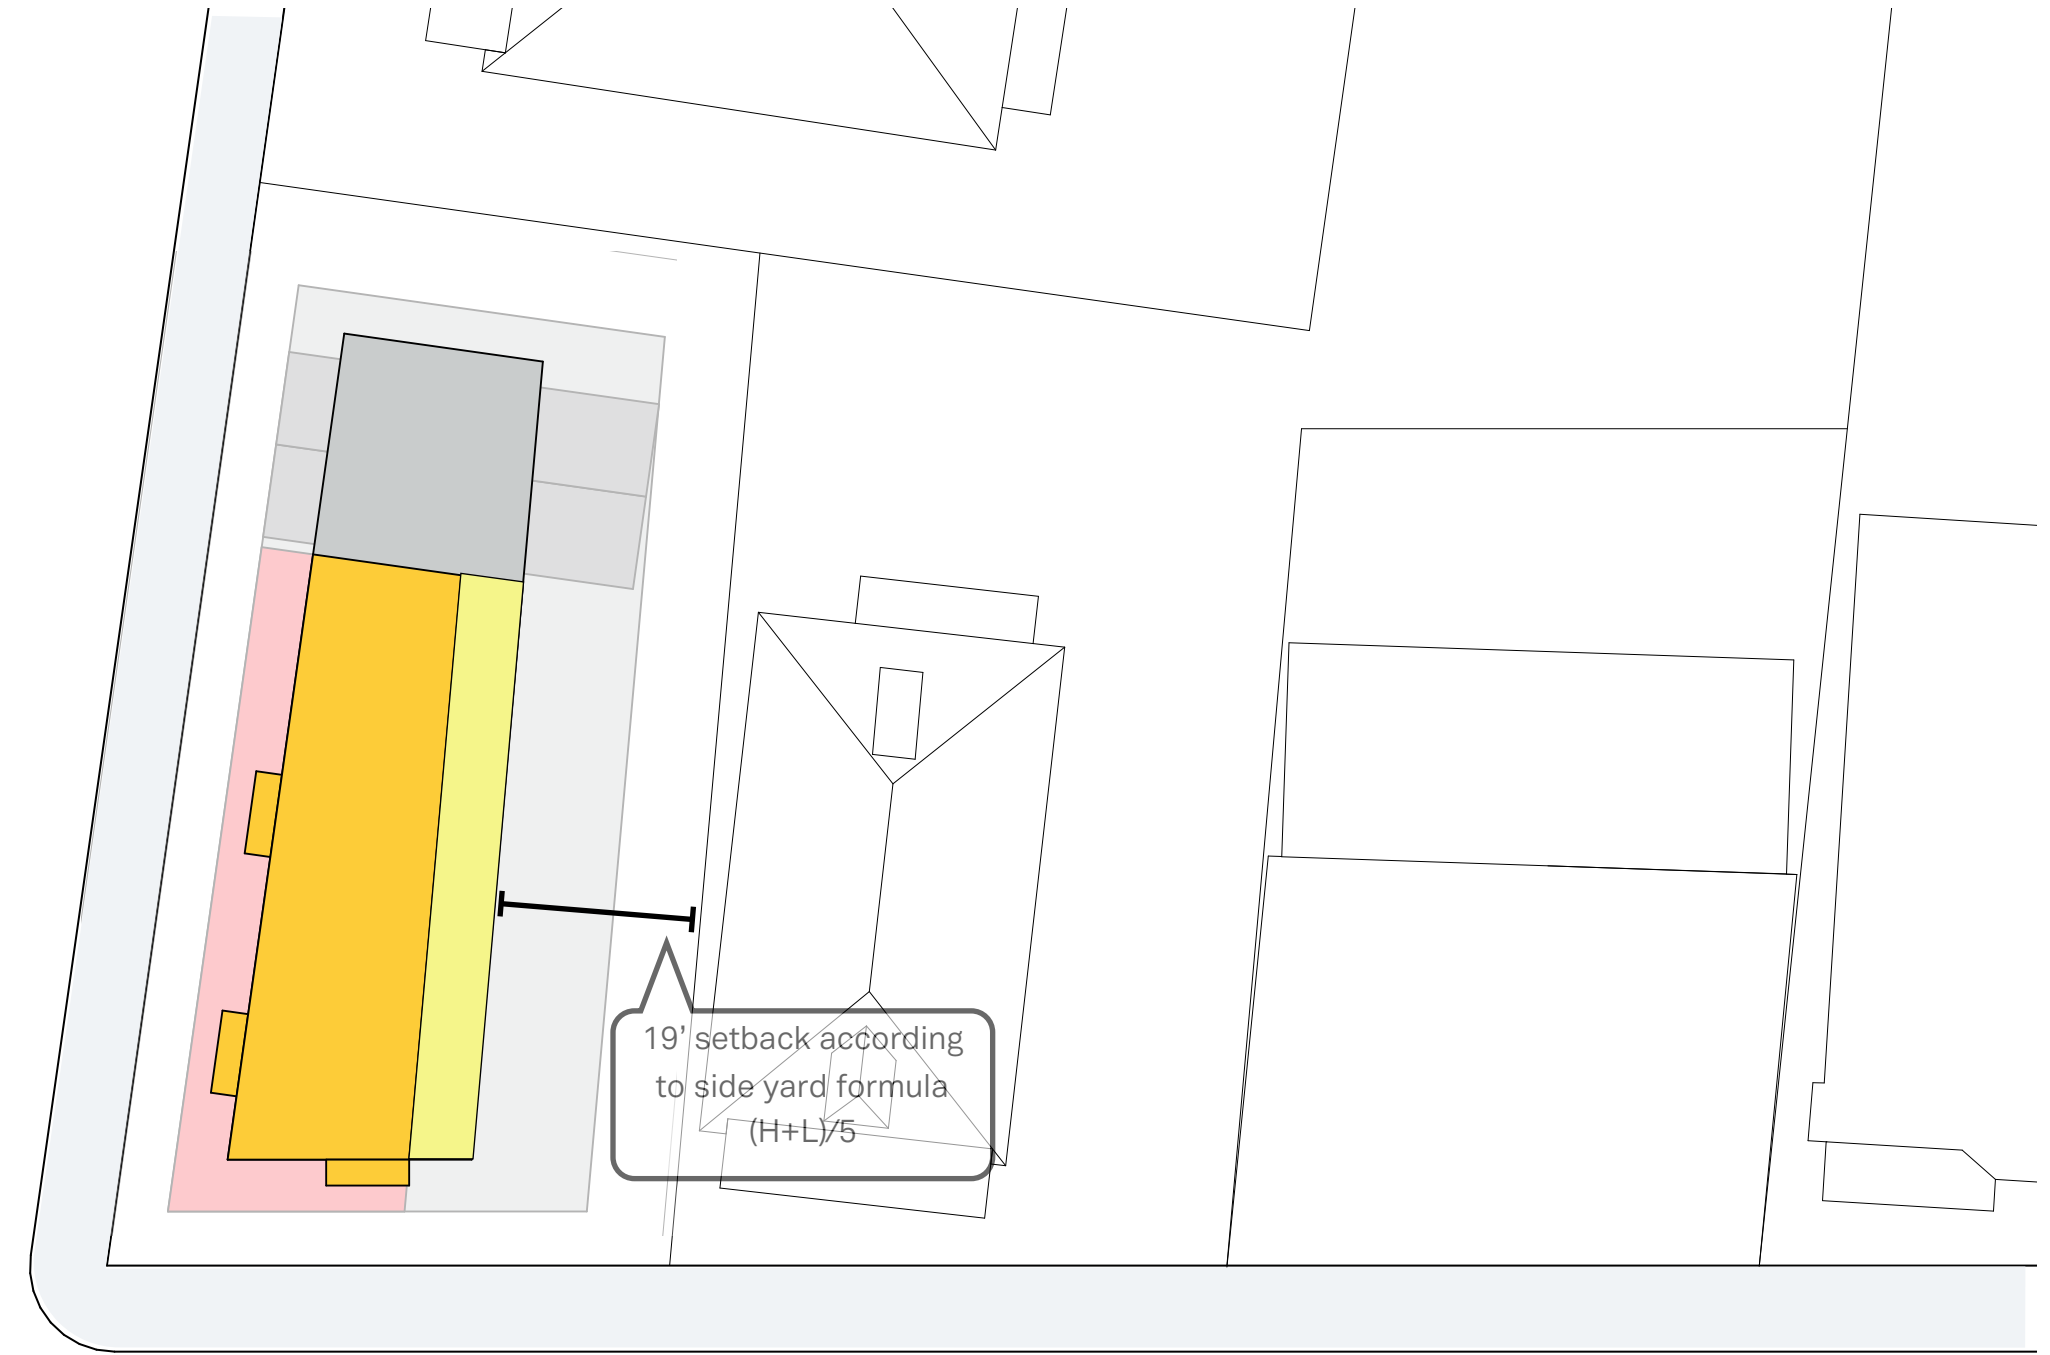 19’ setback according
to side yard formula
(H+L)/5